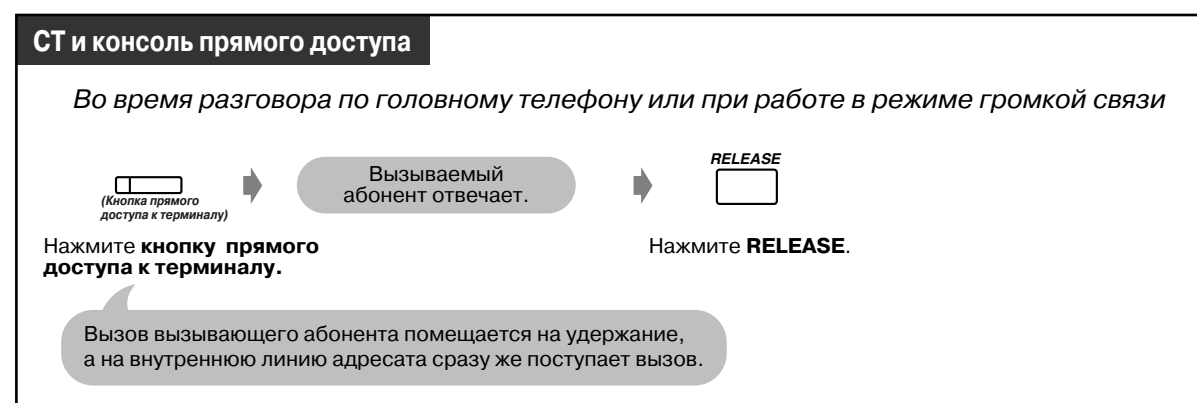 СТ и консоль прямого доступа
Во время разговора по головному телефону или при работе в режиме громкой связи
(Кнопка прямого
доступа к терминалу)
Вызываемый
абонент отвечает.
RELEASE
Нажмите кнопку прямого
доступа к терминалу.
Нажмите RELEASE.
Вызов вызывающего абонента помещается на удержание,
а на внутреннюю линию адресата сразу же поступает вызов.